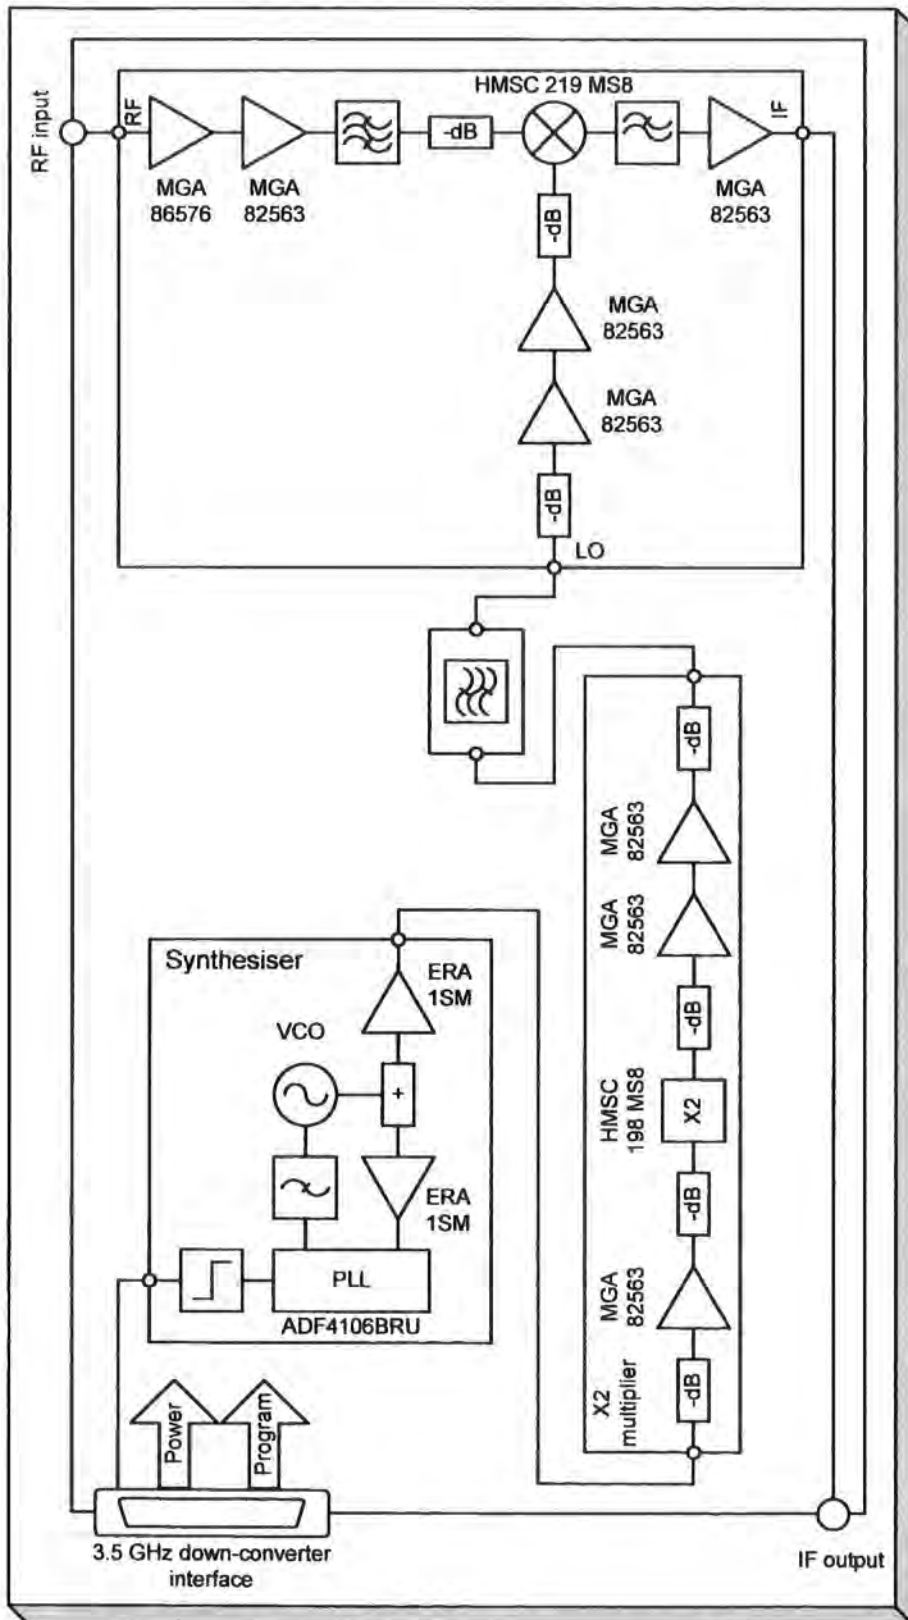 HMSC 219 MS8
RF input
RF
-dB
IF
MGA
86576
MGA
82563
MGA
82563
-dB
MGA
82563
MGA
82563
-dB
LO
-dB
MGA
82563
MGA
82563
-dB
HMSC
198 MS8
X2
-dB
MGA
82563
X2
multiplier
-dB
Synthesiser
ERA
1SM
VCO
+
ERA
1SM
PLL
ADF4106BRU
Power
Program
3.5 GHz down-converter
interface
IF output